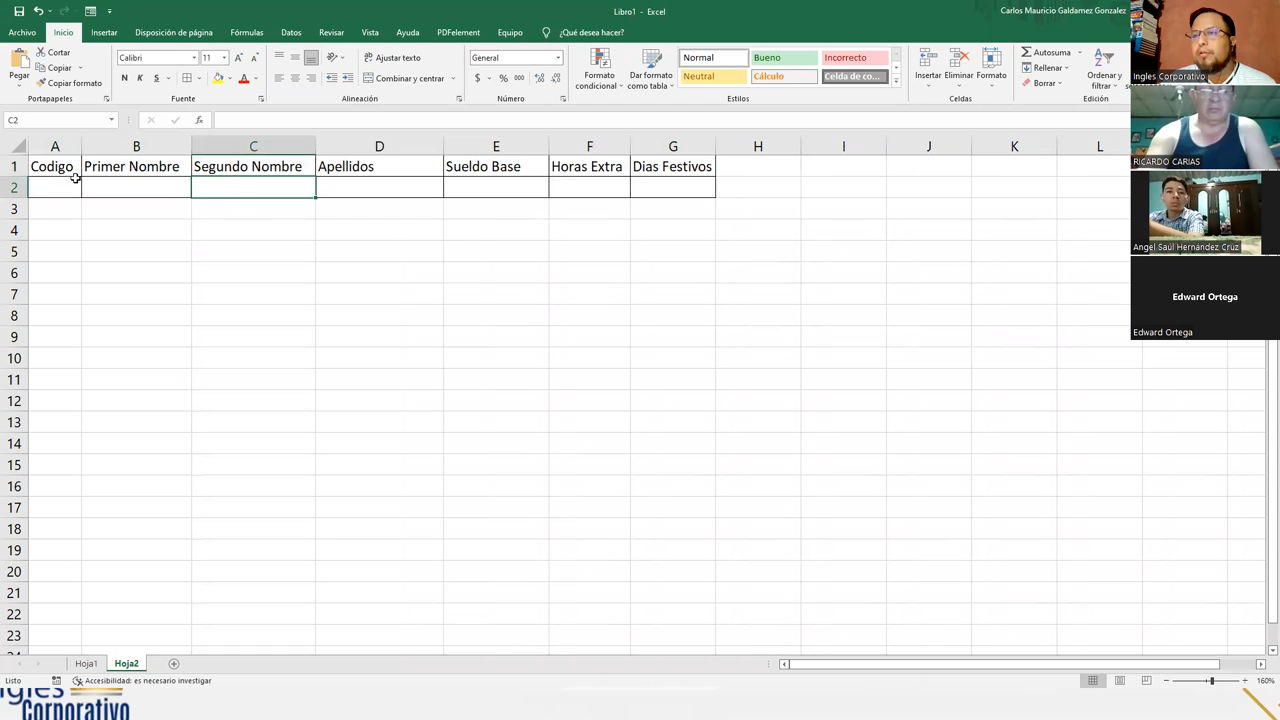 Libro1 - Excel
Carlos Mauricio Galdamez Gonzalez
Archivo Inicio Insertar Disposición de página Fórmulas Datos Revisar Vista Ayuda PDFelement Equipo ¿Qué desea hacer?
Pegar
Cortar
Copiar
Copiar formato
Portapapeles
Calibri 11
N K S
Fuente
Ajustar texto
Combinar y centrar
Alineación
General
$ % 000
Número
Formato condicional
Dar formato como tabla
Normal Bueno Incorrecto
Neutral Cálculo Celda de co...
Estilos
Insertar Eliminar Formato
Celdas
Autosuma
Rellenar
Borrar
Ordenar y filtrar
Edición
C2
fx
A B C D E F G H I J K L
1 Codigo Primer Nombre Segundo Nombre Apellidos Sueldo Base Horas Extra Dias Festivos
2
3
4
5
6
7
8
9
10
11
12
13
14
15
16
17
18
19
20
21
22
23
Ingles Corporativo
RICARDO CARIAS
Angel Saúl Hernández Cruz
Edward Ortega
Edward Ortega
Hoja1 Hoja2
Listo Accesibilidad: es necesario investigar 160%
Corporativo